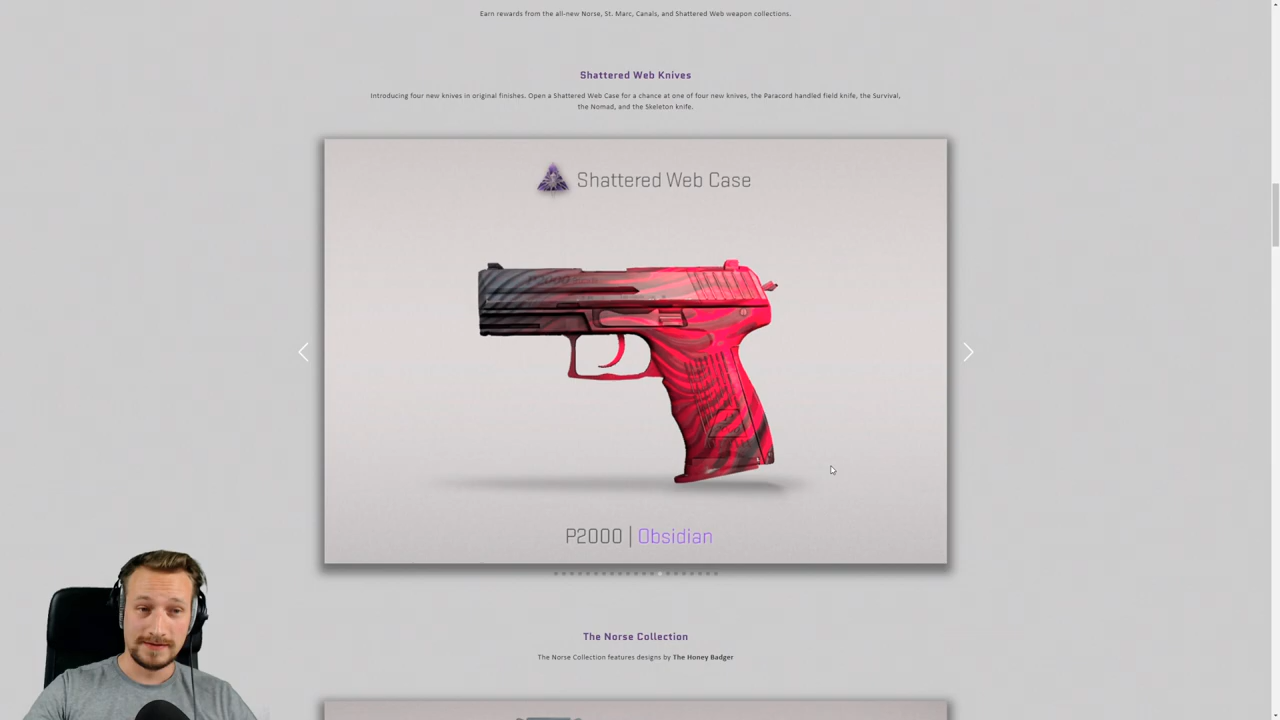 Earn rewards from the all-new Norse, St. Marc, Canals, and Shattered Web weapon collections.
Shattered Web Knives
Introducing four new knives in original finishes. Open a Shattered Web Case for a chance at one of four new knives, the Paracord handled field knife, the Survival,
the Nomad, and the Skeleton knife.
Shattered Web Case
P2000 | Obsidian
The Norse Collection
The Norse Collection features designs by The Honey Badger